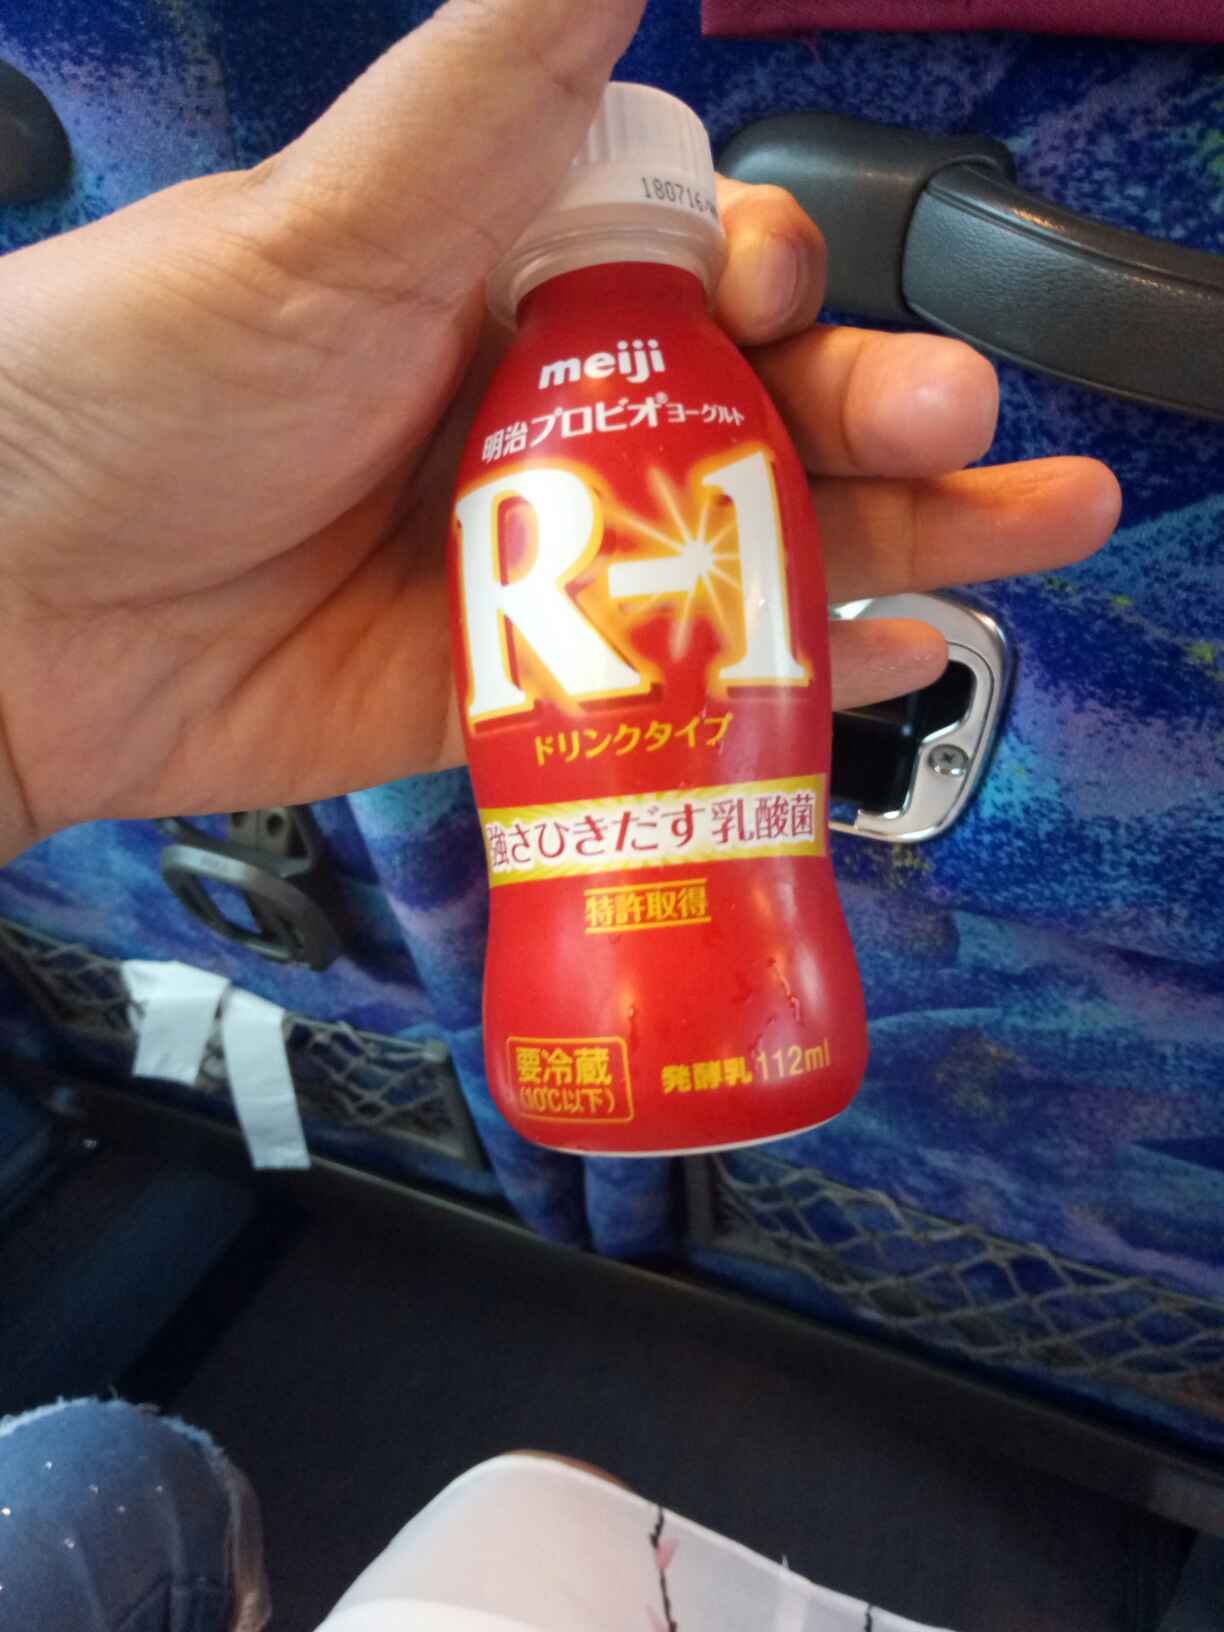 180716
meiji
明治プロビオ®ヨーグルト
R-1
ドリンクタイプ
強さひきだす乳酸菌
特許取得
要冷蔵
(10℃以下)
発酵乳 112ml